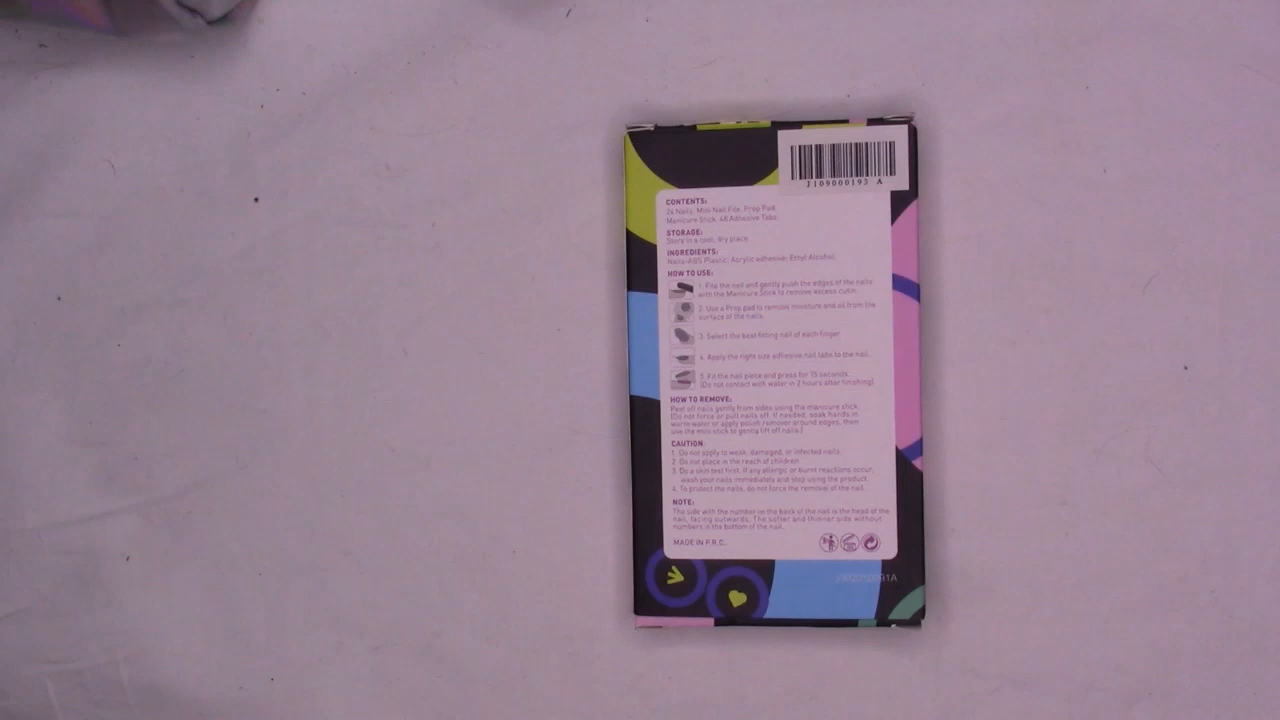 J109000193 A
CONTENTS:
24 Nails, Mini Nail File, Prep Pad,
Manicure Stick, 48 Adhesive Tabs.
STORAGE:
Store in a cool, dry place.
INGREDIENTS:
Nails-ABS Plastic; Acrylic adhesive; Ethyl Alcohol.
HOW TO USE:
1. File the nail and gently push the edges of the nails
with the Manicure Stick to remove excess cutin.
2. Use a Prep pad to remove moisture and oil from the
surface of the nails.
3. Select the best-fitting nail of each finger
4. Apply the right size adhesive nail tabs to the nail.
5. Fit the nail piece and press for 15 seconds.
(Do not contact with water in 2 hours after finishing)
HOW TO REMOVE:
Peel off nails gently from sides using the manicure stick.
(Do not force or pull nails off. If needed, soak hands in
warm water or apply polish remover around edges, then
use the mini stick to gently lift off nails.)
CAUTION:
1. Do not apply to weak, damaged, or infected nails.
2. Do not place in the reach of children.
3. Do a skin test first. If any allergic or burnt reactions occur,
wash your nails immediately and stop using the product.
4. To protect the nails, do not force the removal of the nail.
NOTE:
The side with the number on the back of the nail is the head of the
nail, facing outwards. The softer and thinner side without
numbers is the bottom of the nail.
MADE IN P.R.C.